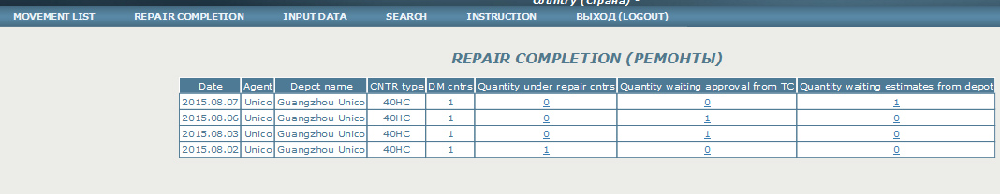 Country (Страна) -
MOVEMENT LIST REPAIR COMPLETION INPUT DATA SEARCH INSTRUCTION ВЫХОД (LOGOUT)
REPAIR COMPLETION (РЕМОНТЫ)
Date Agent Depot name CNTR type DM cntrs Quantity under repair cntrs Quantity waiting approval from TC Quantity waiting estimates from depot
2015.08.07 Unico Guangzhou Unico 40HC 1 0 0 1
2015.08.06 Unico Guangzhou Unico 40HC 1 0 1 0
2015.08.03 Unico Guangzhou Unico 40HC 1 0 1 0
2015.08.02 Unico Guangzhou Unico 40HC 1 1 0 0